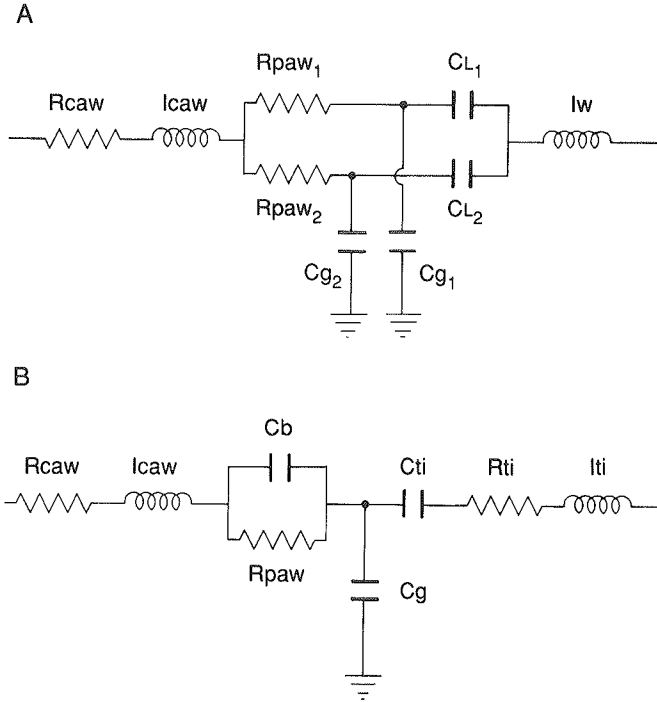 A
Rpaw₁
CL₁
Rcaw
Icaw
Iw
Rpaw₂
CL₂
Cg₂
Cg₁
B
Cb
Rcaw
Icaw
Cti
Rti
Iti
Rpaw
Cg